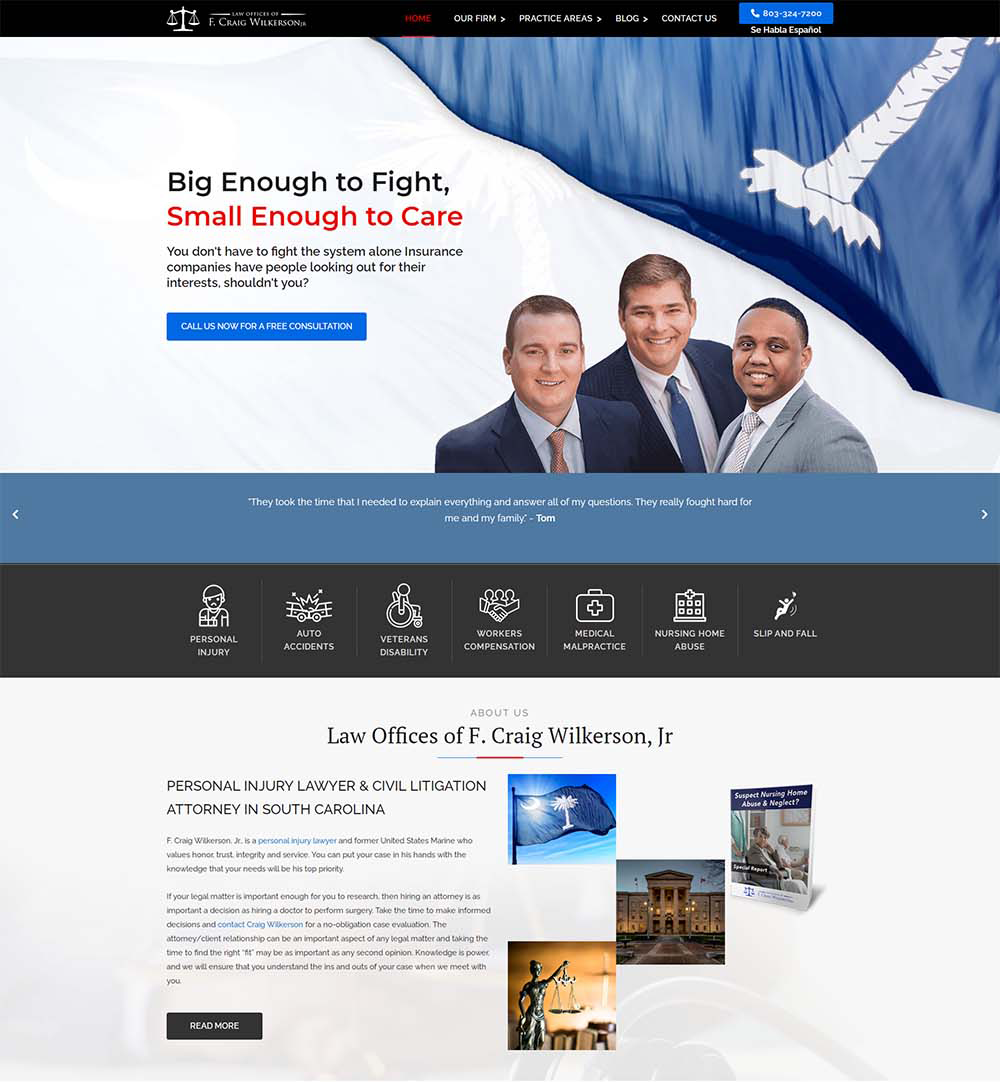 LAW OFFICES OF
F. CRAIG WILKERSON JR
HOME
OUR FIRM >
PRACTICE AREAS >
BLOG >
CONTACT US
803-324-7200
Se Habla Español
Big Enough to Fight,
Small Enough to Care
You don't have to fight the system alone Insurance
companies have people looking out for their
interests, shouldn't you?
CALL US NOW FOR A FREE CONSULTATION
"They took the time that I needed to explain everything and answer all of my questions. They really fought hard for
me and my family." - Tom
PERSONAL
INJURY
AUTO
ACCIDENTS
VETERANS
DISABILITY
WORKERS
COMPENSATION
MEDICAL
MALPRACTICE
NURSING HOME
ABUSE
SLIP AND FALL
ABOUT US
Law Offices of F. Craig Wilkerson, Jr
PERSONAL INJURY LAWYER & CIVIL LITIGATION
ATTORNEY IN SOUTH CAROLINA
F. Craig Wilkerson, Jr., is a personal injury lawyer and former United States Marine who
values honor, trust, integrity and service. You can put your case in his hands with the
knowledge that your needs will be his top priority.
If your legal matter is important enough for you to research, then hiring an attorney is as
important a decision as hiring a doctor to perform surgery. Take the time to make informed
decisions and contact Craig Wilkerson for a no-obligation case evaluation. The
attorney/client relationship can be an important aspect of any legal matter and taking the
time to find the right "fit" may be as important as any second opinion. Knowledge is power,
and we will ensure that you understand the ins and outs of your case when we meet with
you.
READ MORE
Suspect Nursing Home
Abuse & Neglect?
Special Report
F. CRAIG WILKERSON